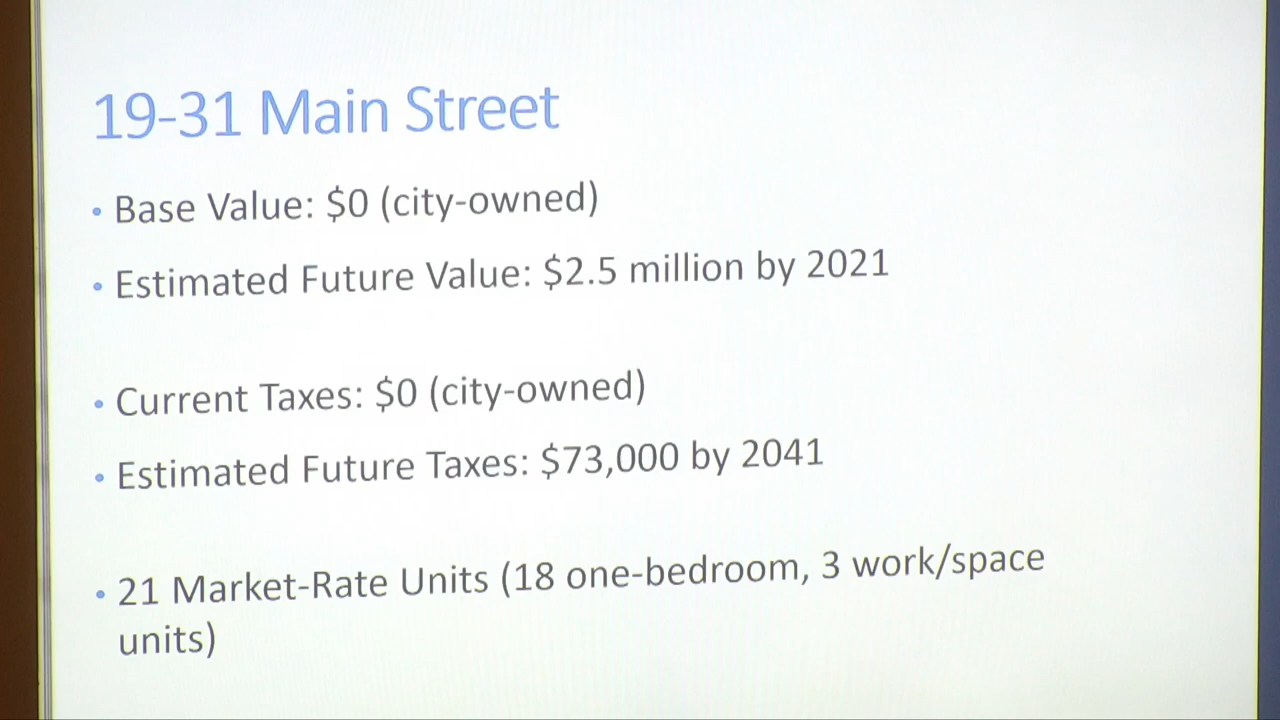 19-31 Main Street
• Base Value: $0 (city-owned)
• Estimated Future Value: $2.5 million by 2021
• Current Taxes: $0 (city-owned)
• Estimated Future Taxes: $73,000 by 2041
• 21 Market-Rate Units (18 one-bedroom, 3 work/space
units)